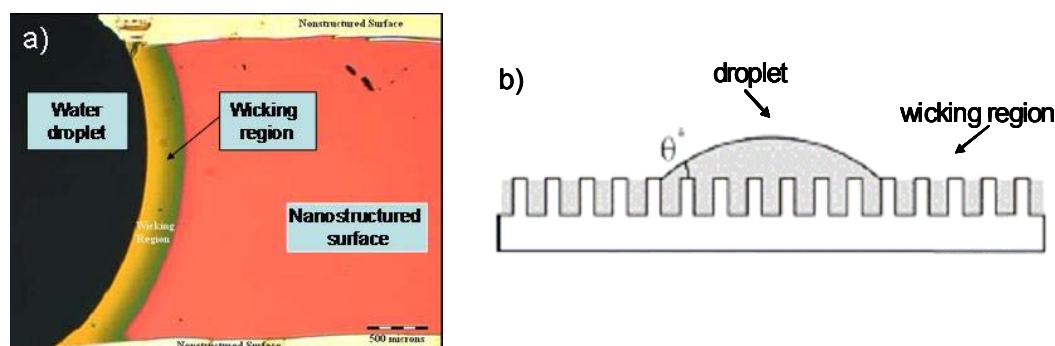 a)
Nonstructured Surface
Water
droplet
Wicking
region
Wicking
Region
Nanostructured
surface
500 microns
Nonstructured Surface
b)
droplet
wicking region
θ*